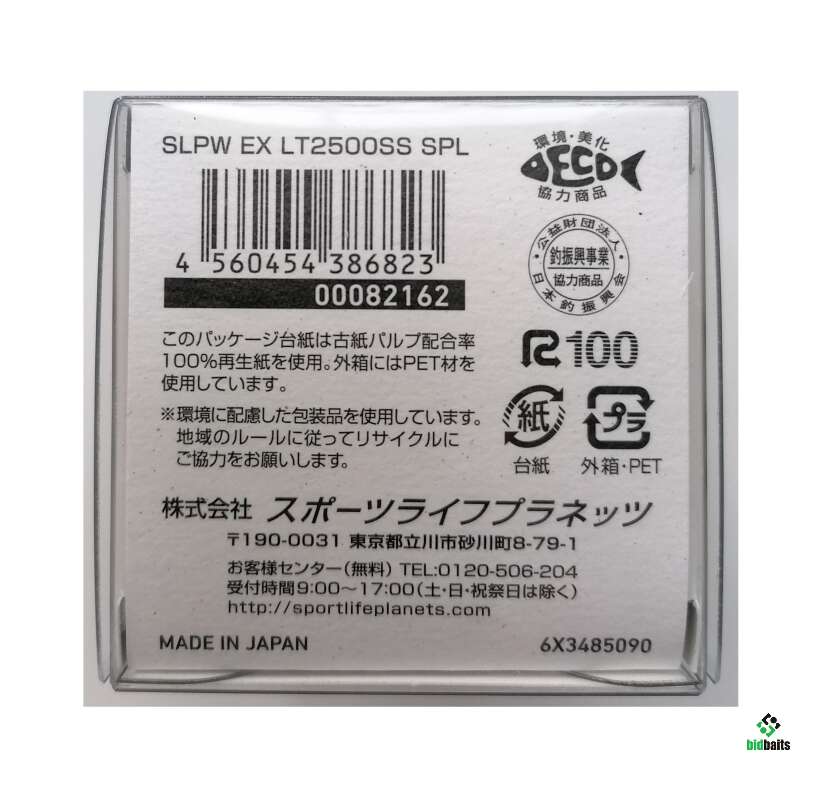 SLPW EX LT2500SS SPL
4 560454 386823
00082162
環境・美化
ECO
協力商品
公益財団法人
釣振興事業
協力商品
日本釣振興会
このパッケージ台紙は古紙パルプ配合率
100%再生紙を使用。外箱にはPET材を
使用しています。
R100
※環境に配慮した包装品を使用しています。
地域のルールに従ってリサイクルに
ご協力をお願いします。
紙
プラ
台紙
外箱・PET
株式会社 スポーツライフプラネッツ
〒190-0031 東京都立川市砂川町8-79-1
お客様センター(無料) TEL:0120-506-204
受付時間9:00〜17:00(土・日・祝祭日は除く)
http://sportlifeplanets.com
MADE IN JAPAN
6X3485090
bidbaits